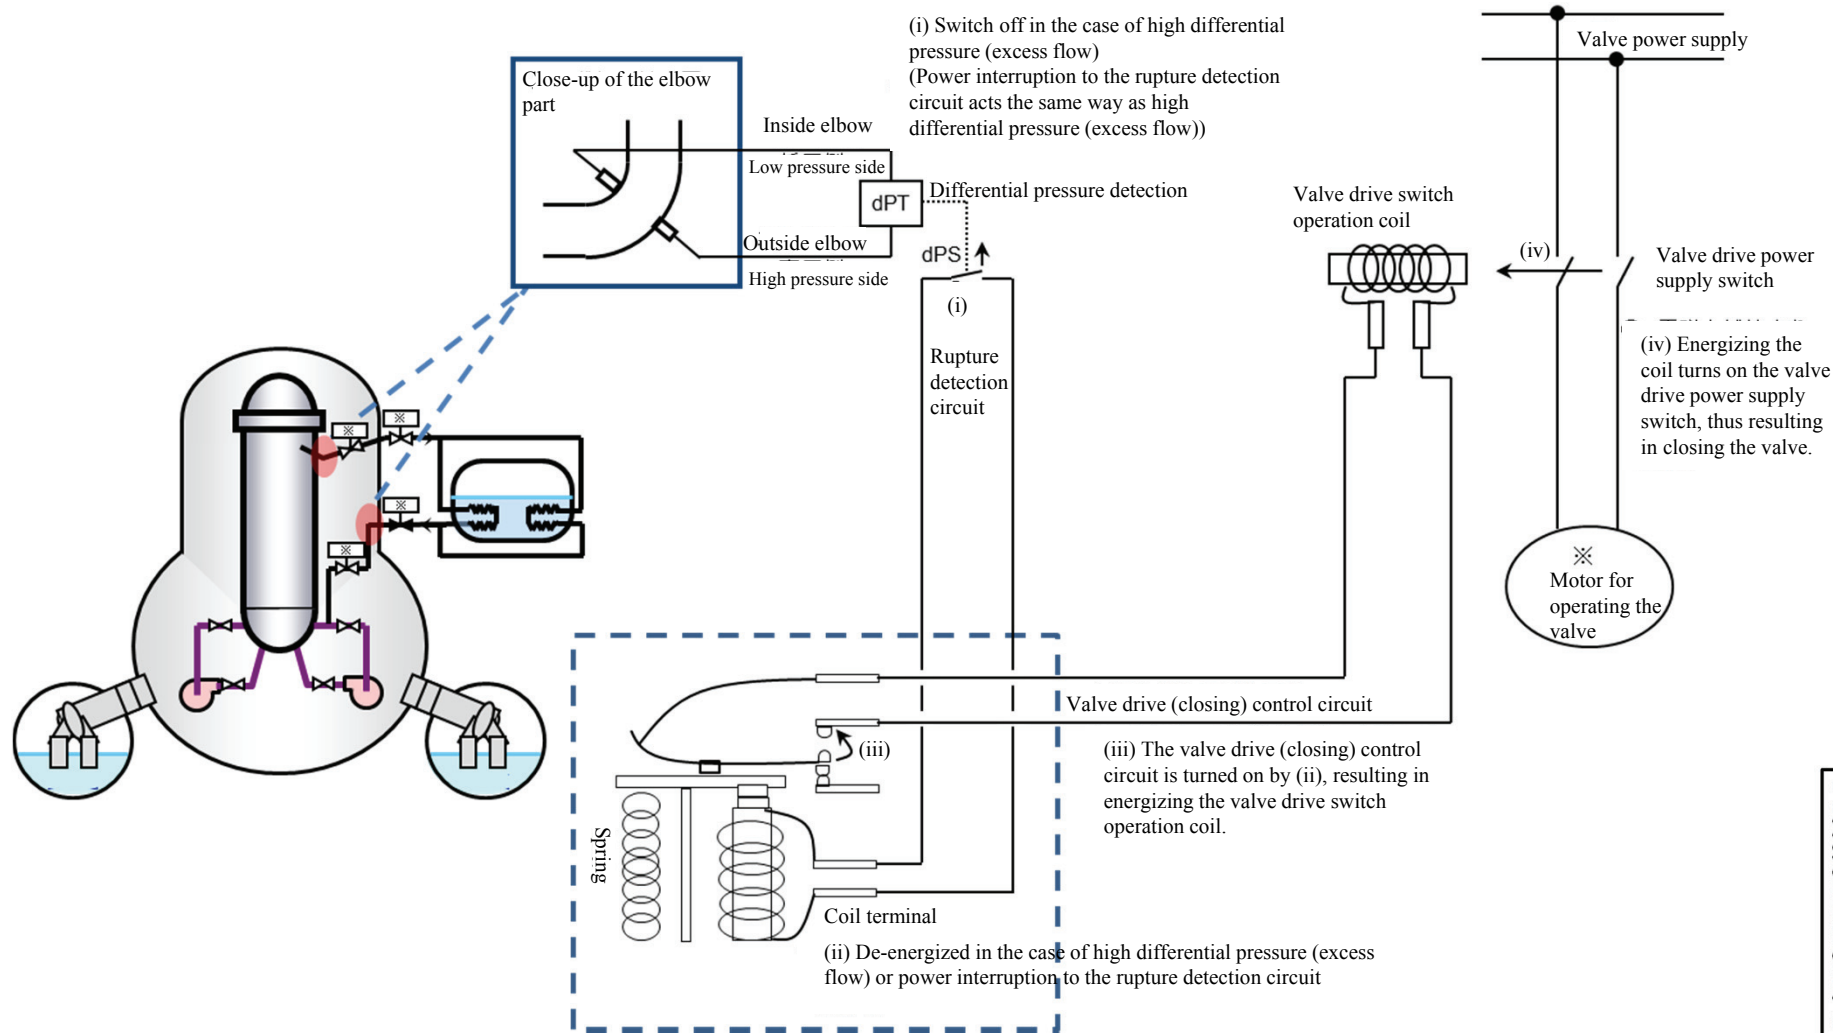 (i) Switch off in the case of high differential
pressure (excess flow)
(Power interruption to the rupture detection
circuit acts the same way as high
differential pressure (excess flow))
Valve power supply
Close-up of the elbow
part
Inside elbow
Low pressure side
dPT
Differential pressure detection
Outside elbow
High pressure side
dPS
(i)
Valve drive switch
operation coil
(iv)
Valve drive power
supply switch
(iv) Energizing the
coil turns on the valve
drive power supply
switch, thus resulting
in closing the valve.
Rupture
detection
circuit
※
※
※
※
※
Motor for
operating the
valve
Valve drive (closing) control circuit
(iii)
(iii) The valve drive (closing) control
circuit is turned on by (ii), resulting in
energizing the valve drive switch
operation coil.
Spring
Coil terminal
(ii) De-energized in the case of high differential pressure (excess
flow) or power interruption to the rupture detection circuit